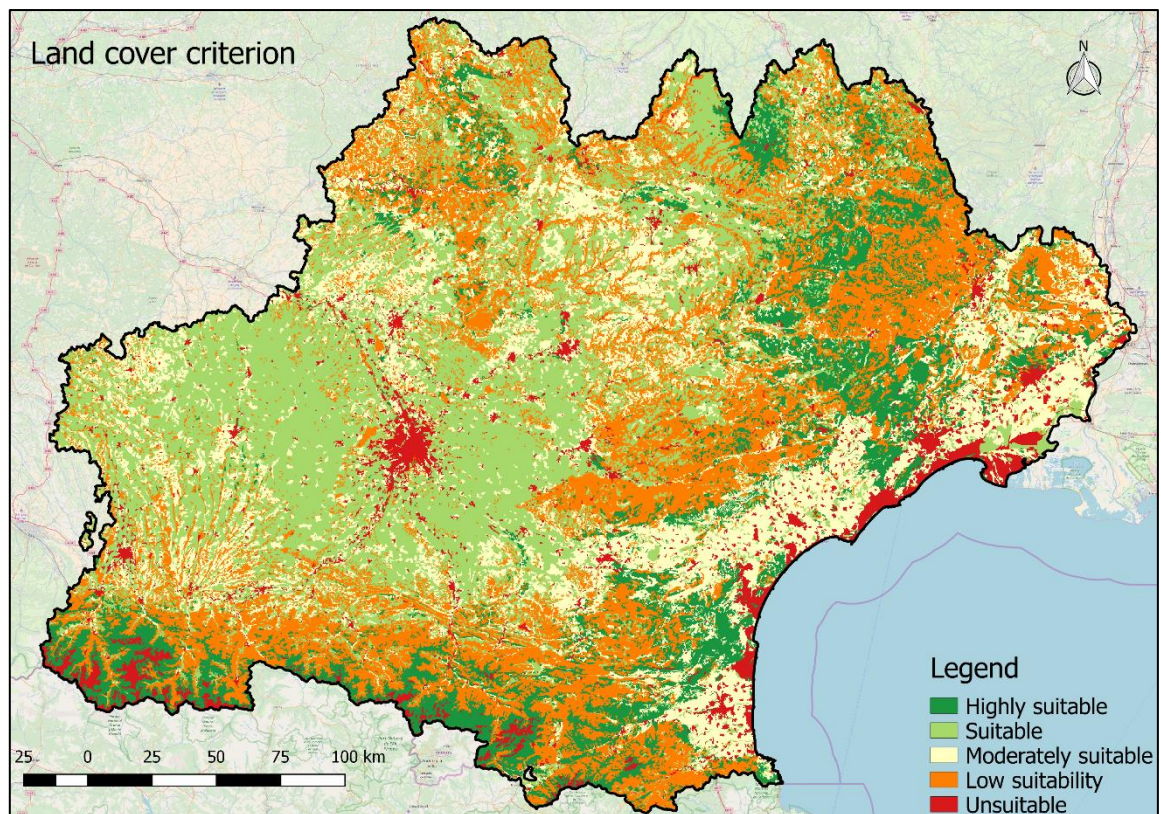 Land cover criterion
N
Legend
Highly suitable
Suitable
Moderately suitable
Low suitability
Unsuitable
25 0 25 50 75 100 km